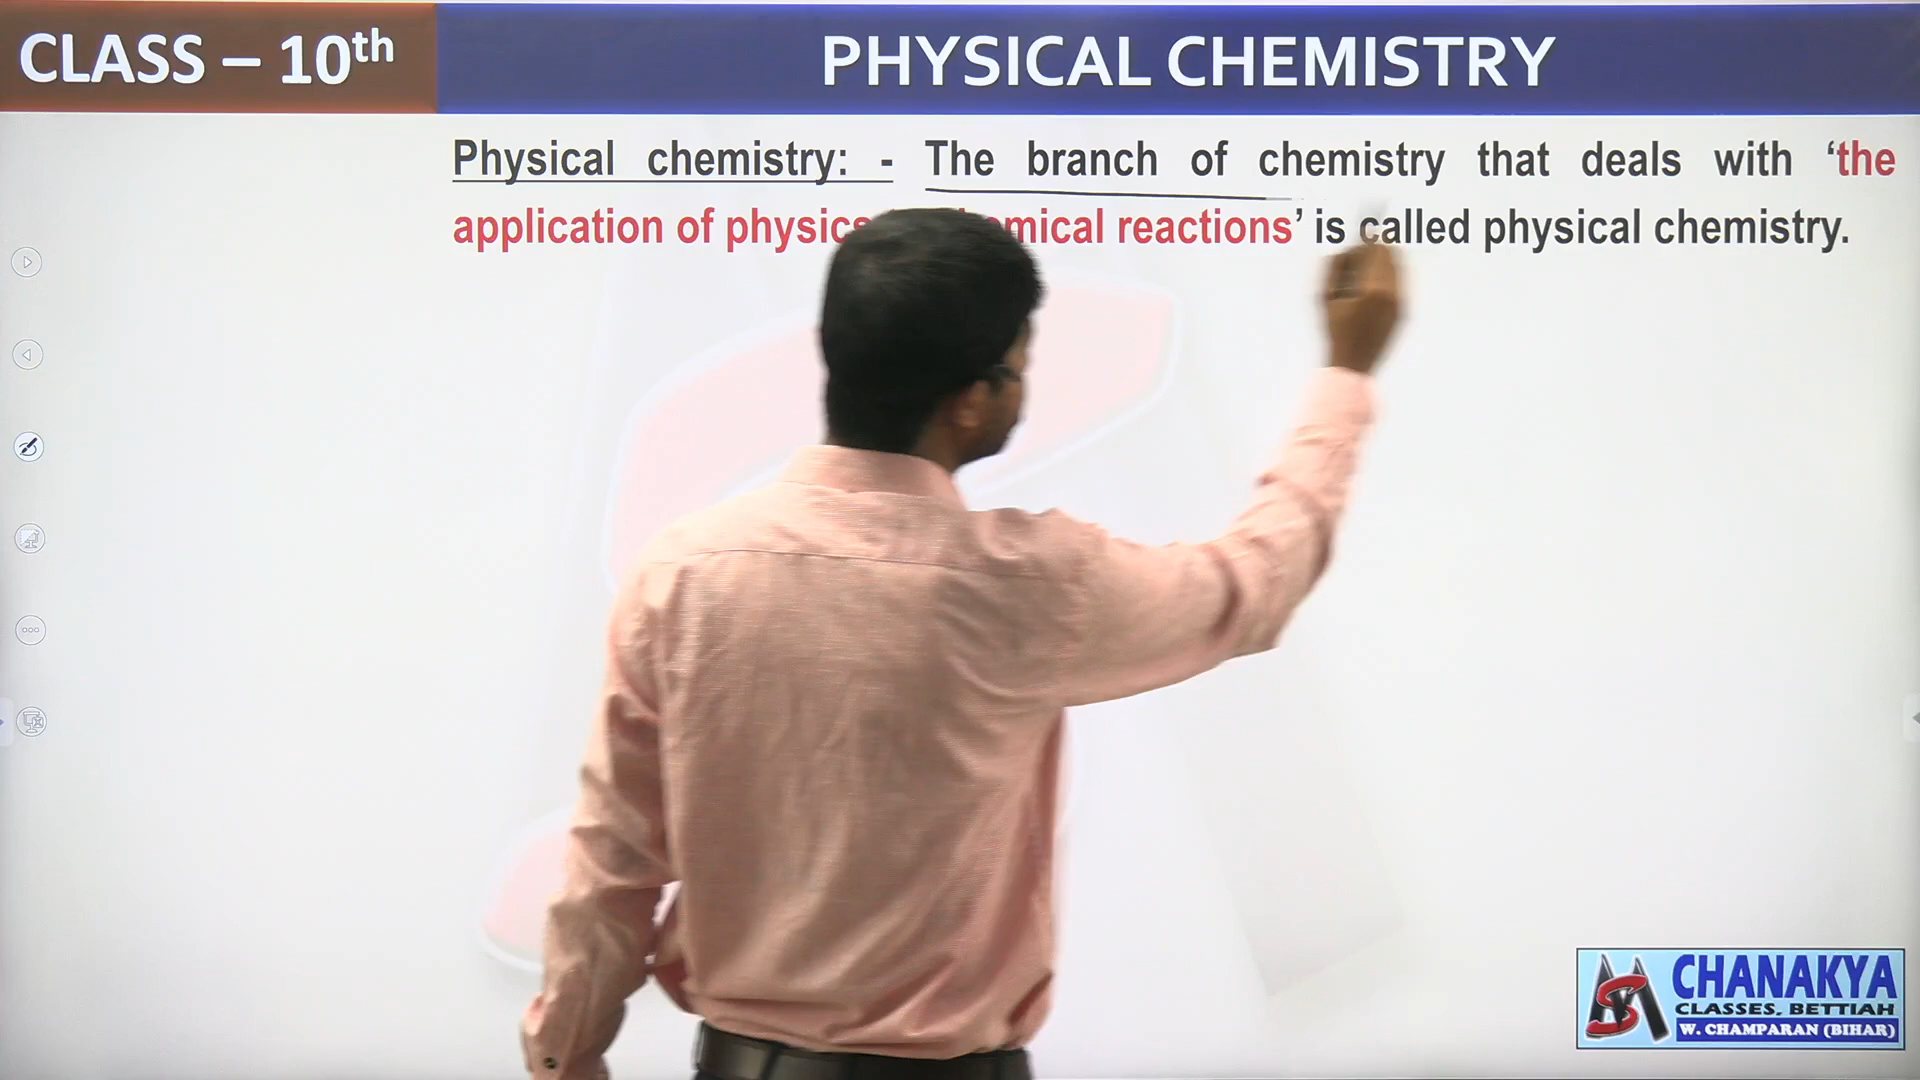 CLASS – 10th
PHYSICAL CHEMISTRY
Physical chemistry: - The branch of chemistry that deals with ‘the
application of physics mical reactions’ is called physical chemistry.
CHANAKYA
CLASSES, BETTIAH
W. CHAMPARAN (BIHAR)